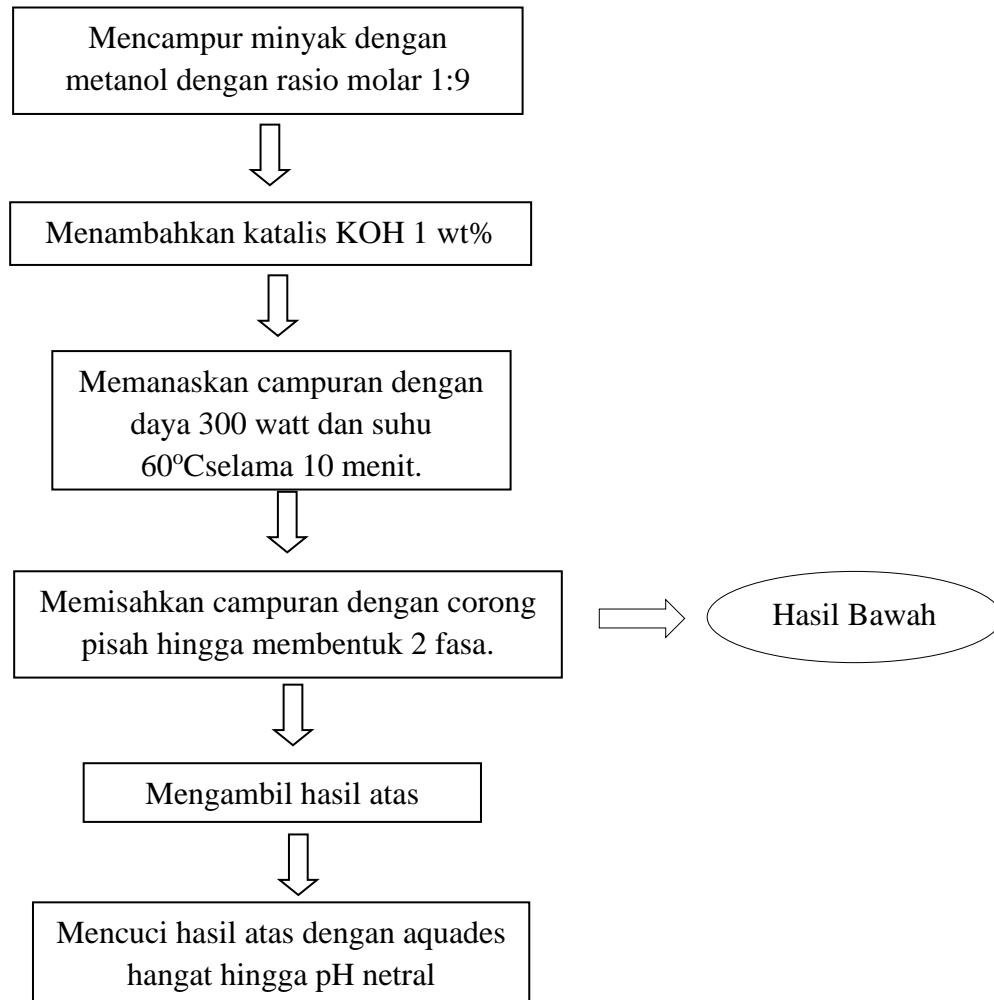 Mencampur minyak dengan
metanol dengan rasio molar 1:9
Menambahkan katalis KOH 1 wt%
Memanaskan campuran dengan
daya 300 watt dan suhu
60ºCselama 10 menit.
Memisahkan campuran dengan corong
pisah hingga membentuk 2 fasa.
Hasil Bawah
Mengambil hasil atas
Mencuci hasil atas dengan aquades
hangat hingga pH netral